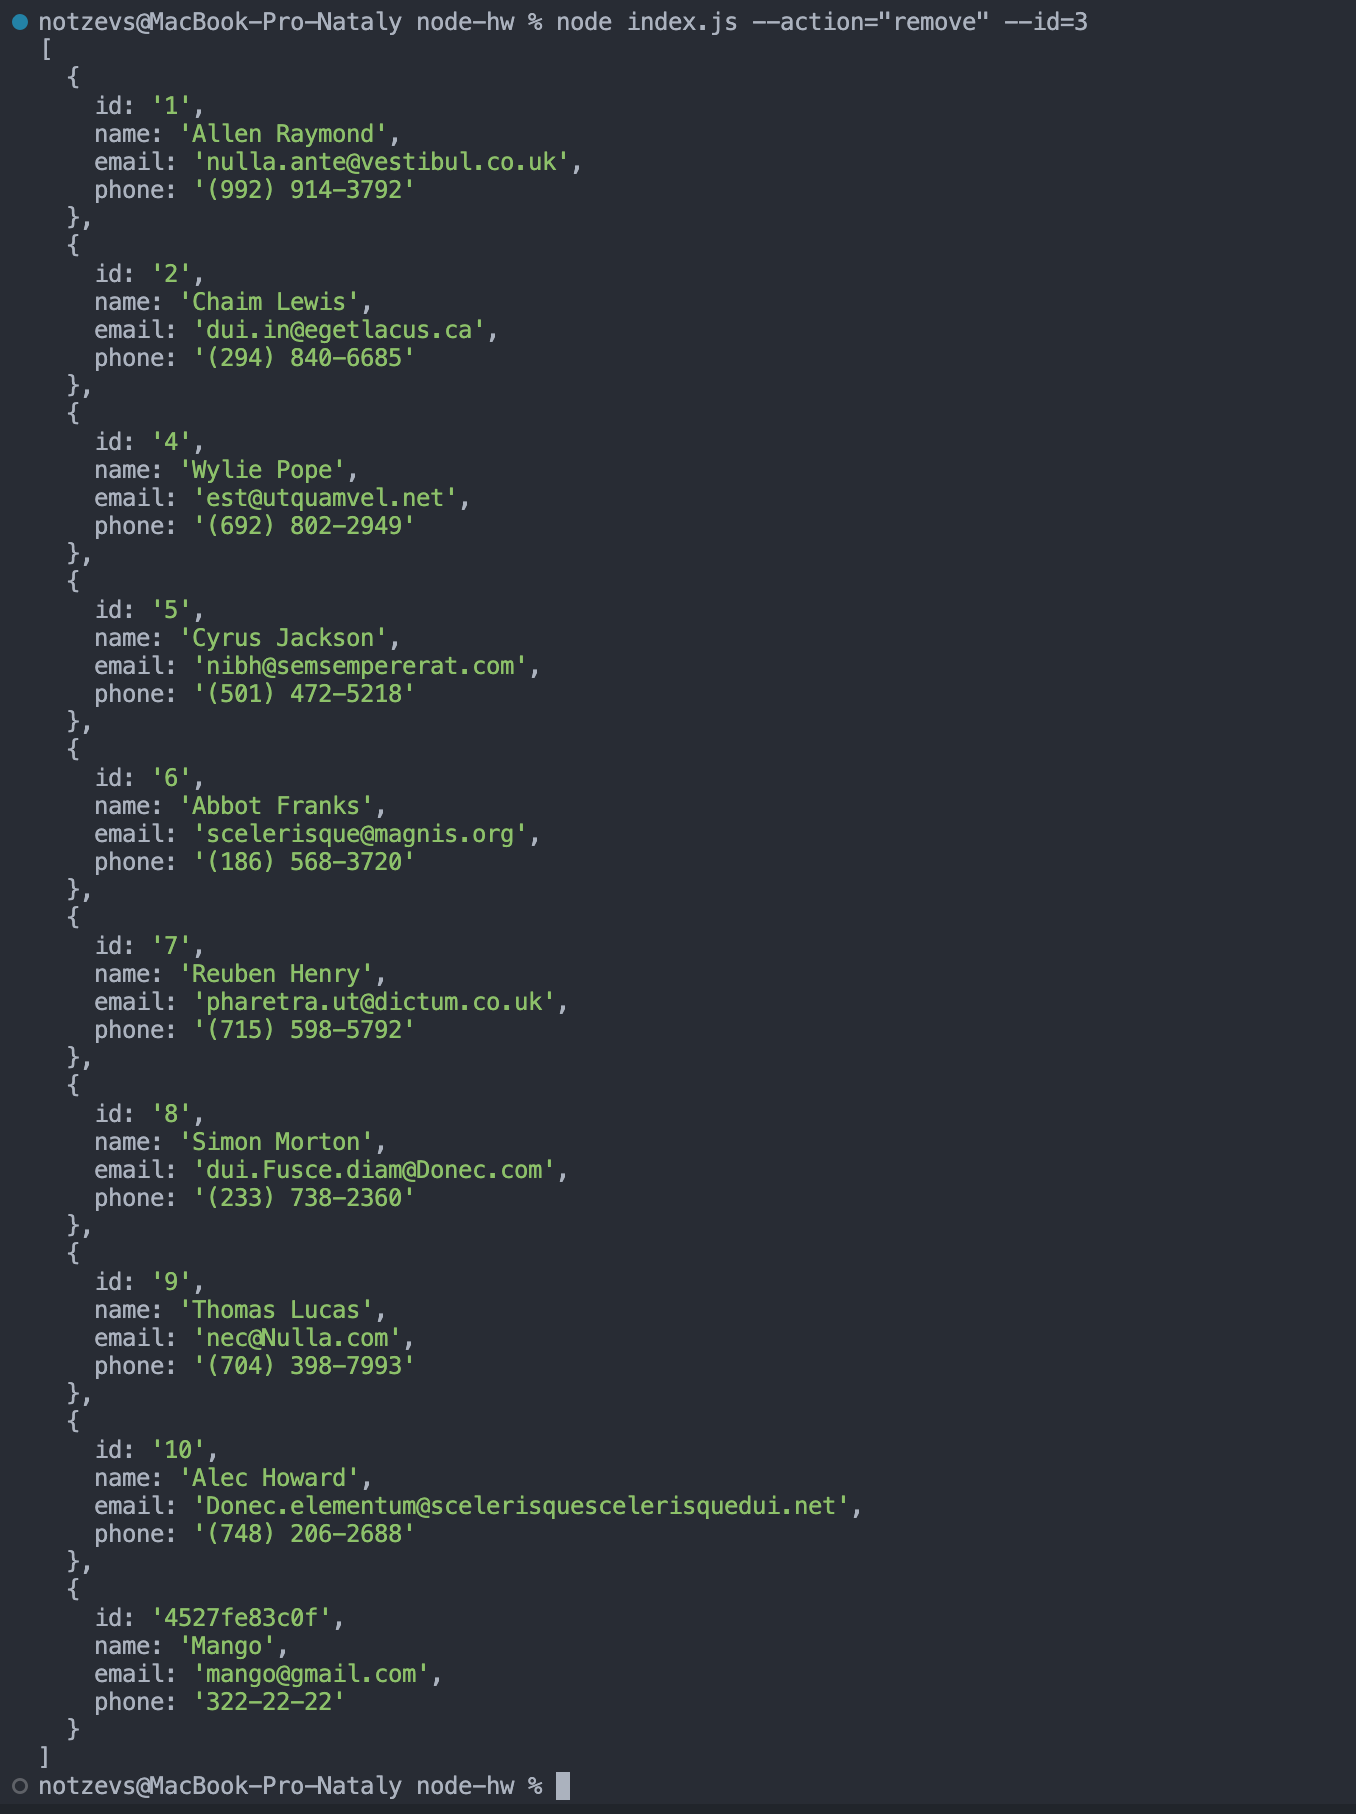 notzevs@MacBook-Pro-Nataly node-hw % node index.js --action="remove" --id=3
[
  {
    id: '1',
    name: 'Allen Raymond',
    email: 'nulla.ante@vestibul.co.uk',
    phone: '(992) 914-3792'
  },
  {
    id: '2',
    name: 'Chaim Lewis',
    email: 'dui.in@egetlacus.ca',
    phone: '(294) 840-6685'
  },
  {
    id: '4',
    name: 'Wylie Pope',
    email: 'est@utquamvel.net',
    phone: '(692) 802-2949'
  },
  {
    id: '5',
    name: 'Cyrus Jackson',
    email: 'nibh@semsempererat.com',
    phone: '(501) 472-5218'
  },
  {
    id: '6',
    name: 'Abbot Franks',
    email: 'scelerisque@magnis.org',
    phone: '(186) 568-3720'
  },
  {
    id: '7',
    name: 'Reuben Henry',
    email: 'pharetra.ut@dictum.co.uk',
    phone: '(715) 598-5792'
  },
  {
    id: '8',
    name: 'Simon Morton',
    email: 'dui.Fusce.diam@Donec.com',
    phone: '(233) 738-2360'
  },
  {
    id: '9',
    name: 'Thomas Lucas',
    email: 'nec@Nulla.com',
    phone: '(704) 398-7993'
  },
  {
    id: '10',
    name: 'Alec Howard',
    email: 'Donec.elementum@scelerisquescelerisquedui.net',
    phone: '(748) 206-2688'
  },
  {
    id: '4527fe83c0f',
    name: 'Mango',
    email: 'mango@gmail.com',
    phone: '322-22-22'
  }
]
notzevs@MacBook-Pro-Nataly node-hw %